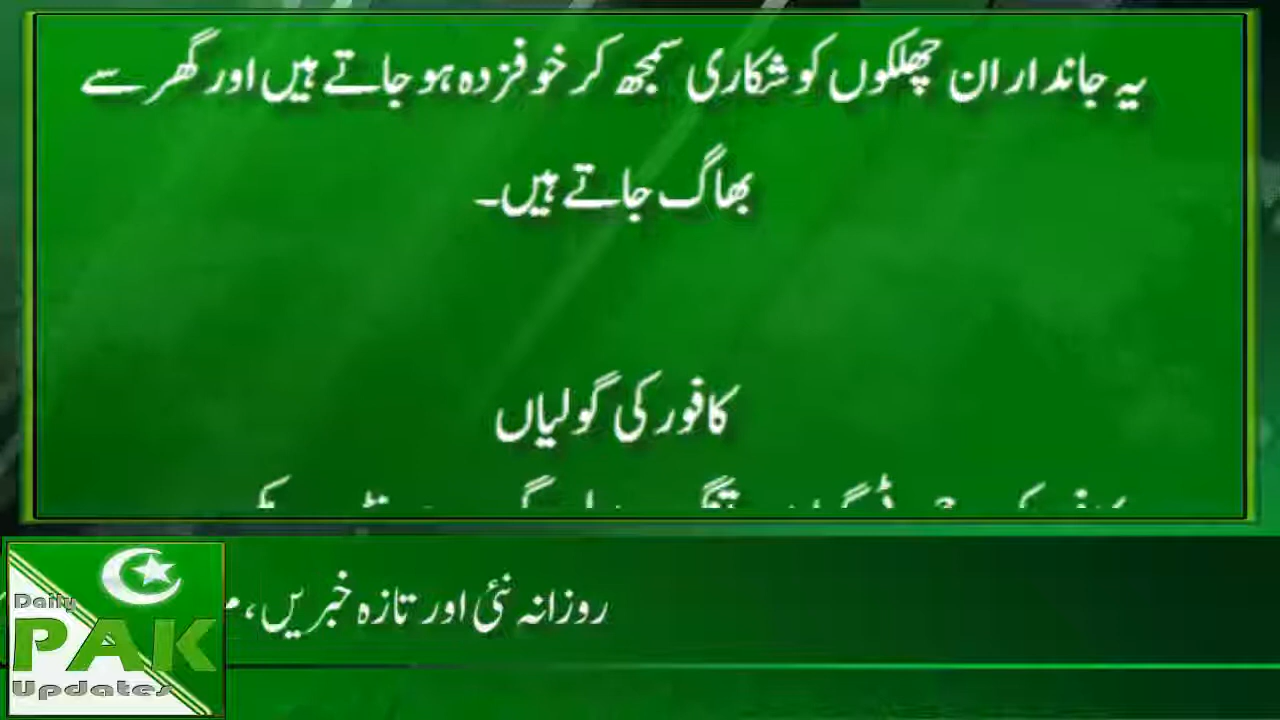 یہ جاندار ان چھلکوں کو شکاری سمجھ کر خوفزدہ ہو جاتے ہیں اور گھر سے
بھاگ جاتے ہیں۔
کافور کی گولیاں
روزانہ نئی اور تازہ خبریں،
Daily
PAK
Updates